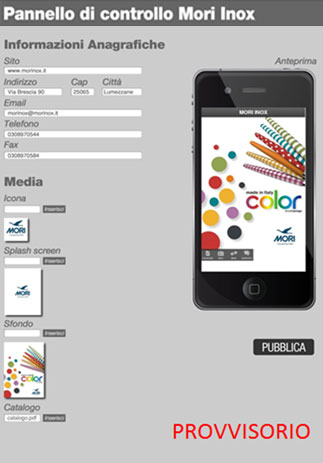 Pannello di controllo Mori Inox
Informazioni Anagrafiche
Sito
www.morinox.it
Indirizzo Cap Città
Via Brescia 90 25065 Lumezzane
Email
morinox@morinox.it
Telefono
0308970544
Fax
0308970584
Media
Icona
Inserisci
MORI
Splash screen
Inserisci
MORI
Sfondo
Inserisci
color
Catalogo
catalogo.pdf Inserisci
Anteprima
MORI INOX
made in Italy
color
MORI
PUBBLICA
PROVVISORIO